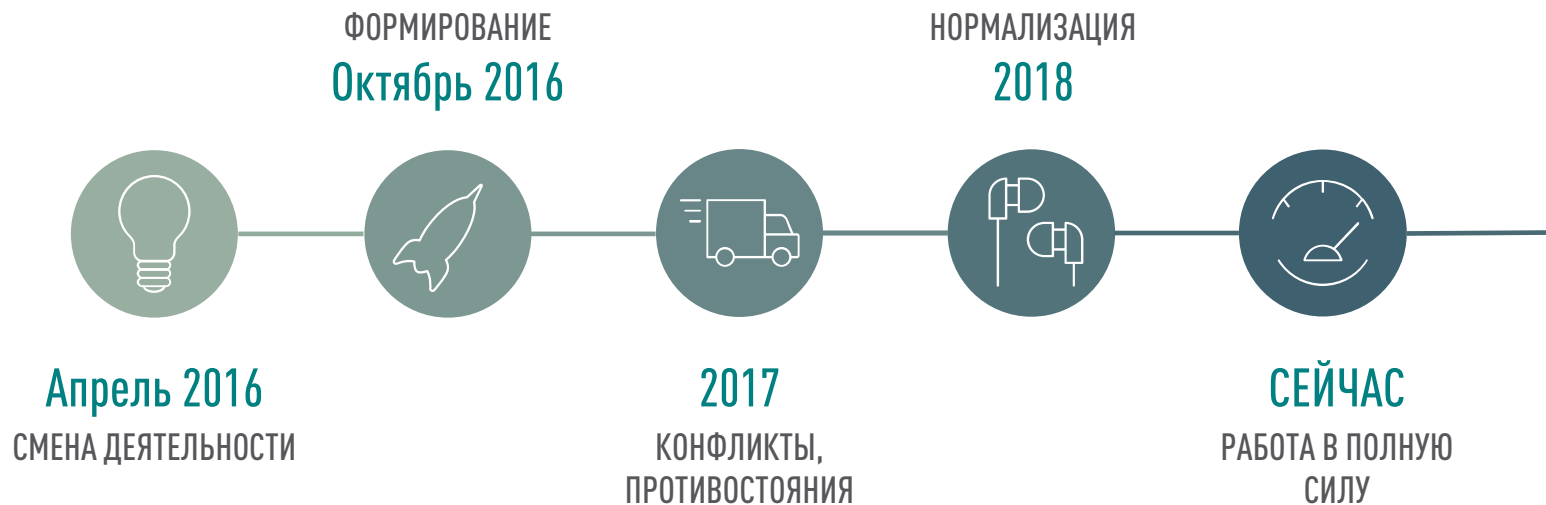 ФОРМИРОВАНИЕ
Октябрь 2016
НОРМАЛИЗАЦИЯ
2018
Апрель 2016
СМЕНА ДЕЯТЕЛЬНОСТИ
2017
КОНФЛИКТЫ,
ПРОТИВОСТОЯНИЯ
СЕЙЧАС
РАБОТА В ПОЛНУЮ
СИЛУ